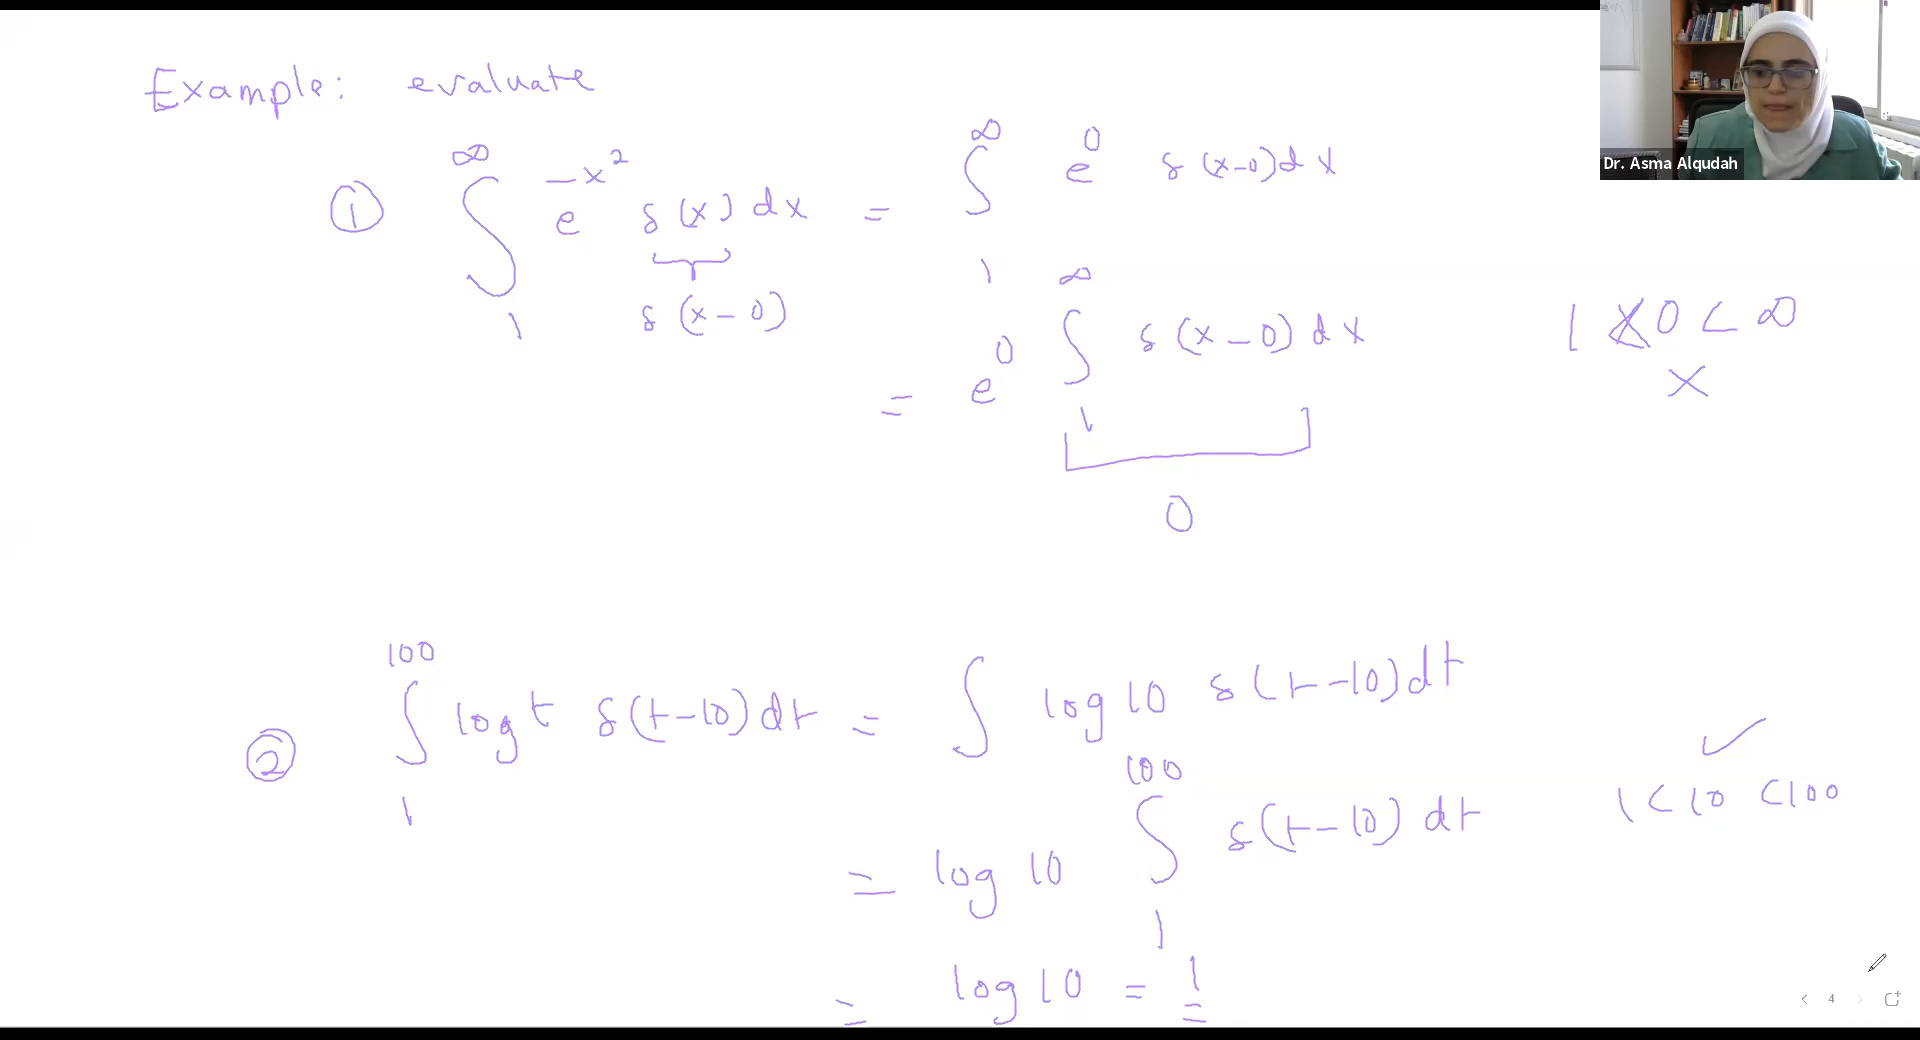 Example: evaluate
① ∫₁^∞ e^{-x²} δ(x) dx = ∫₁^∞ e⁰ δ(x-0) dx
δ(x-0)
= e⁰ ∫₁^∞ δ(x-0) dx 1 < 0 < ∞
×
0
② ∫₁^100 log t δ(t-10) dt = ∫ log 10 δ(t-10) dt
✓
= log 10 ∫₁^100 δ(t-10) dt 1 < 10 < 100
= log 10 = 1
Dr. Asma Alqudah
4